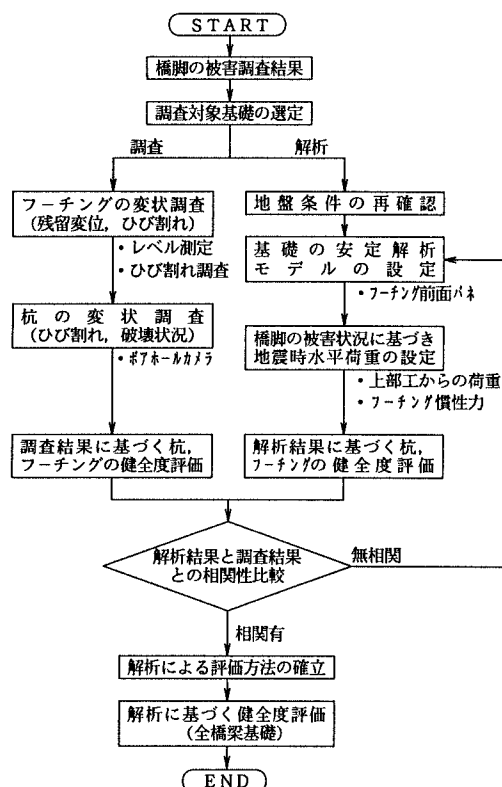 START
橋脚の被害調査結果
調査対象基礎の選定
調査
解析
フーチングの変状調査
(残留変位,ひび割れ)
・レベル測定
・ひび割れ調査
杭の変状調査
(ひび割れ,破壊状況)
・ボアホールカメラ
調査結果に基づく杭,
フーチングの健全度評価
地盤条件の再確認
基礎の安定解析
モデルの設定
・フーチング前面バネ
橋脚の被害状況に基づき
地震時水平荷重の設定
・上部工からの荷重
・フーチング慣性力
解析結果に基づく杭,
フーチングの健全度評価
解析結果と調査結果
との相関性比較
無相関
相関有
解析による評価方法の確立
解析に基づく健全度評価
(全橋梁基礎)
END